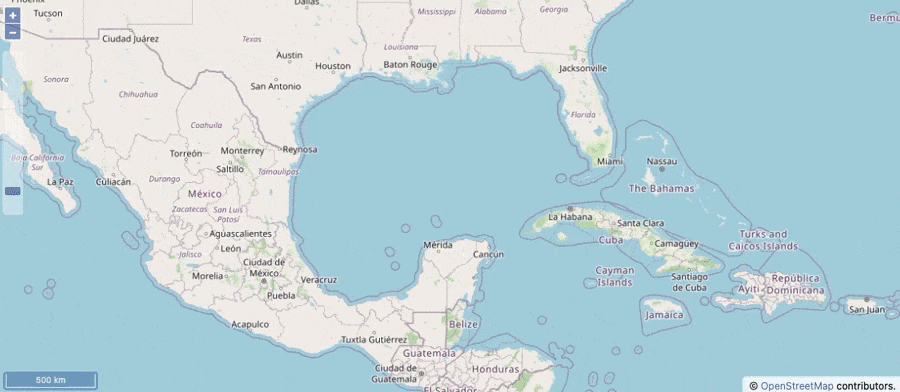 +
−
Phoenix
Tucson
Dallas
Mississippi
Alabama
Georgia
Ciudad Juárez
Texas
Austin
Louisiana
Baton Rouge
Houston
Jacksonville
Sonora
San Antonio
Chihuahua
Florida
Coahuila
Torreón
Monterrey
Reynosa
Saltillo
Tamaulipas
Miami
Nassau
Baja California
Sur
La Paz
Culiacán
Durango
México
The Bahamas
Zacatecas
San Luis
Potosí
La Habana
Santa Clara
Aguascalientes
Mérida
Cuba
Camagüey
Turks and
Caicos Islands
León
Jalisco
Cancún
Ciudad de
México
Morelia
Veracruz
Cayman
Islands
Santiago
de Cuba
Puebla
Ayiti
República
Dominicana
San Juan
Acapulco
Belize
Jamaica
Tuxtla Gutiérrez
Guatemala
Ciudad de
Guatemala
Honduras
El Salvador
500 km
© OpenStreetMap contributors.